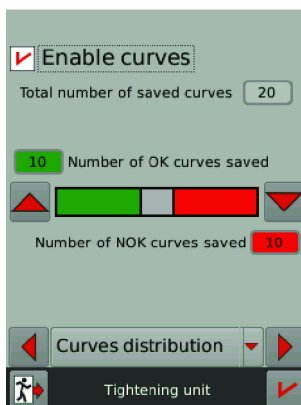 Enable curves
Total number of saved curves 20
10 Number of OK curves saved
Number of NOK curves saved 10
Curves distribution
Tightening unit